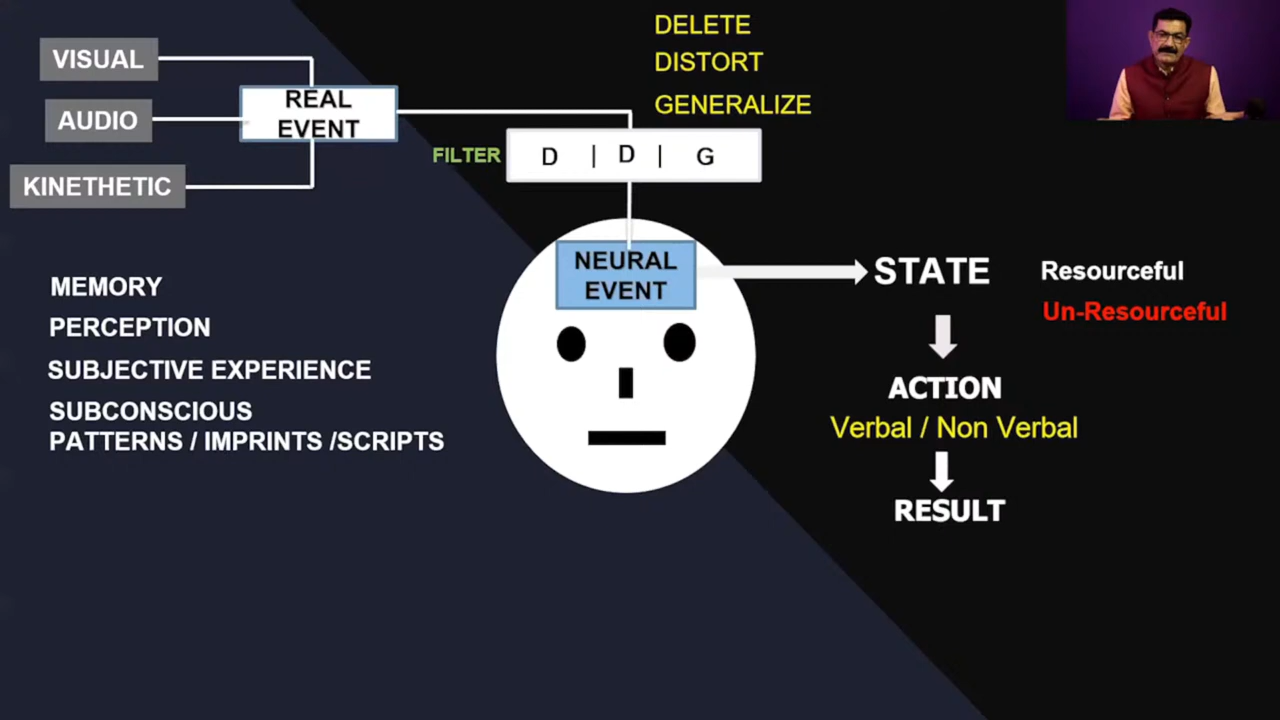 VISUAL
AUDIO
KINETHETIC
REAL
EVENT
DELETE
DISTORT
GENERALIZE
FILTER
D | D | G
NEURAL
EVENT
MEMORY
PERCEPTION
SUBJECTIVE EXPERIENCE
SUBCONSCIOUS
PATTERNS / IMPRINTS /SCRIPTS
STATE
Resourceful
Un-Resourceful
ACTION
Verbal / Non Verbal
RESULT